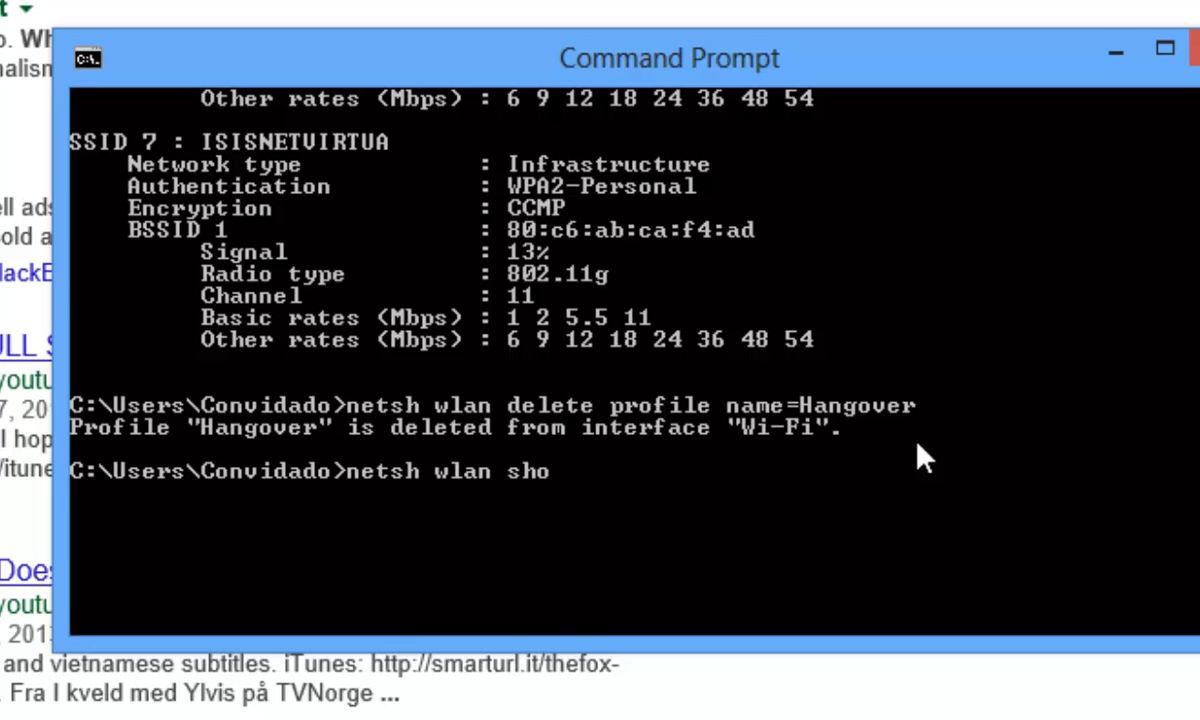 Command Prompt
Other rates (Mbps) : 6 9 12 18 24 36 48 54
SSID 7 : ISISNETVIRTUA
Network type : Infrastructure
Authentication : WPA2-Personal
Encryption : CCMP
BSSID 1 : 80:c6:ab:ca:f4:ad
Signal : 13%
Radio type : 802.11g
Channel : 11
Basic rates (Mbps) : 1 2 5.5 11
Other rates (Mbps) : 6 9 12 18 24 36 48 54
C:\Users\Convidado>netsh wlan delete profile name=Hangover
Profile "Hangover" is deleted from interface "Wi-Fi".
C:\Users\Convidado>netsh wlan sho
and vietnamese subtitles. iTunes: http://smarturl.it/thefox-
. Fra I kveld med Ylvis på TVNorge ...